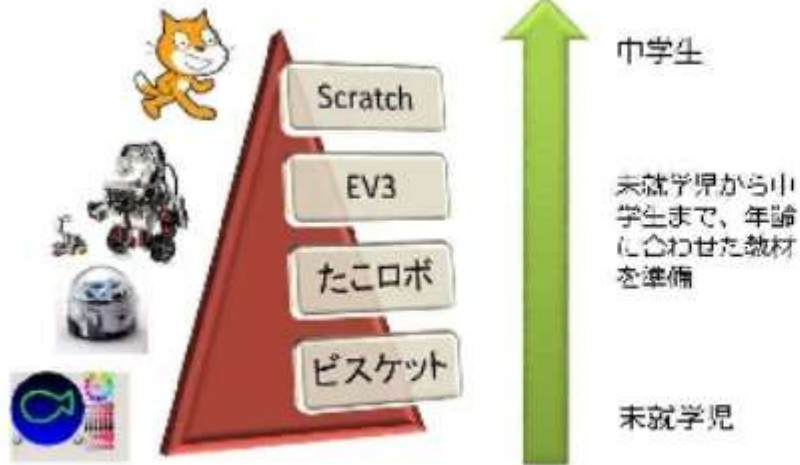 中学生
Scratch
EV3
未就学児から中
学生まで、年齢
に合わせた教材
を準備
たころボ
ビスケット
未就学児